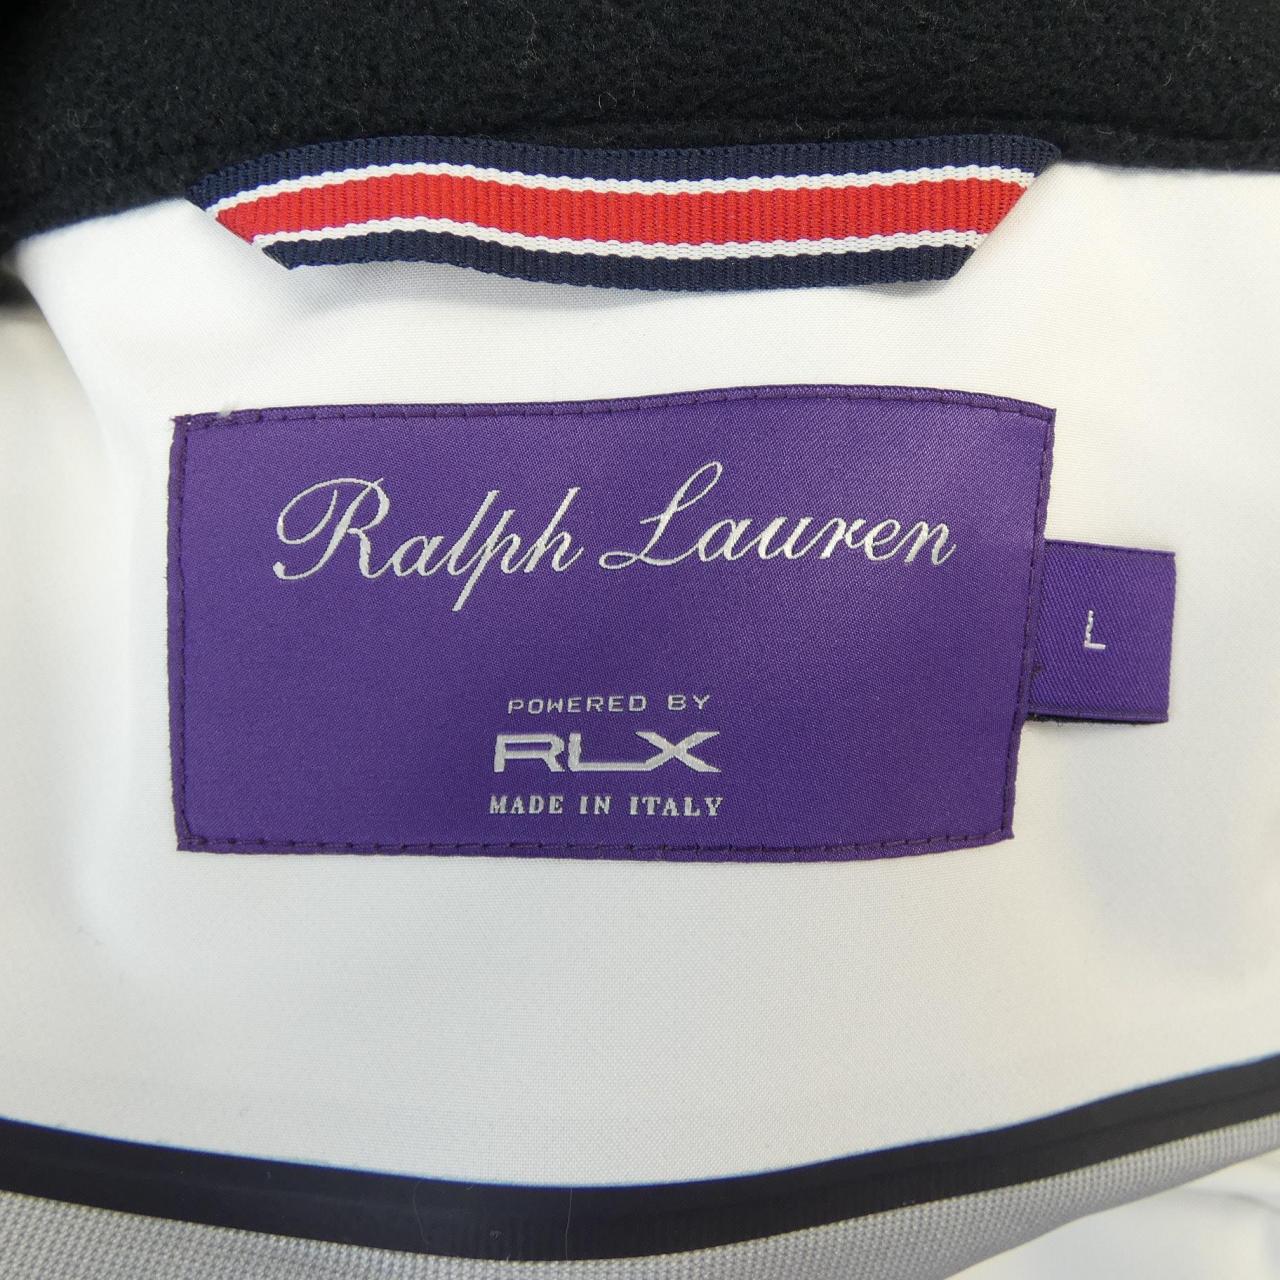 Ralph Lauren
L
POWERED BY
RLX
MADE IN ITALY